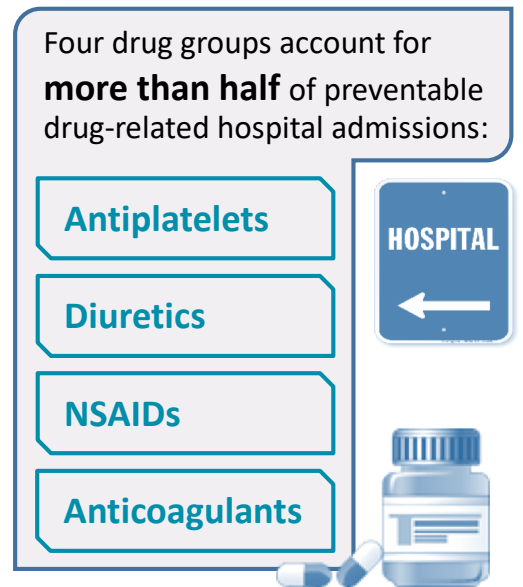 Four drug groups account for
more than half of preventable
drug-related hospital admissions:
Antiplatelets
HOSPITAL
Diuretics
NSAIDs
Anticoagulants